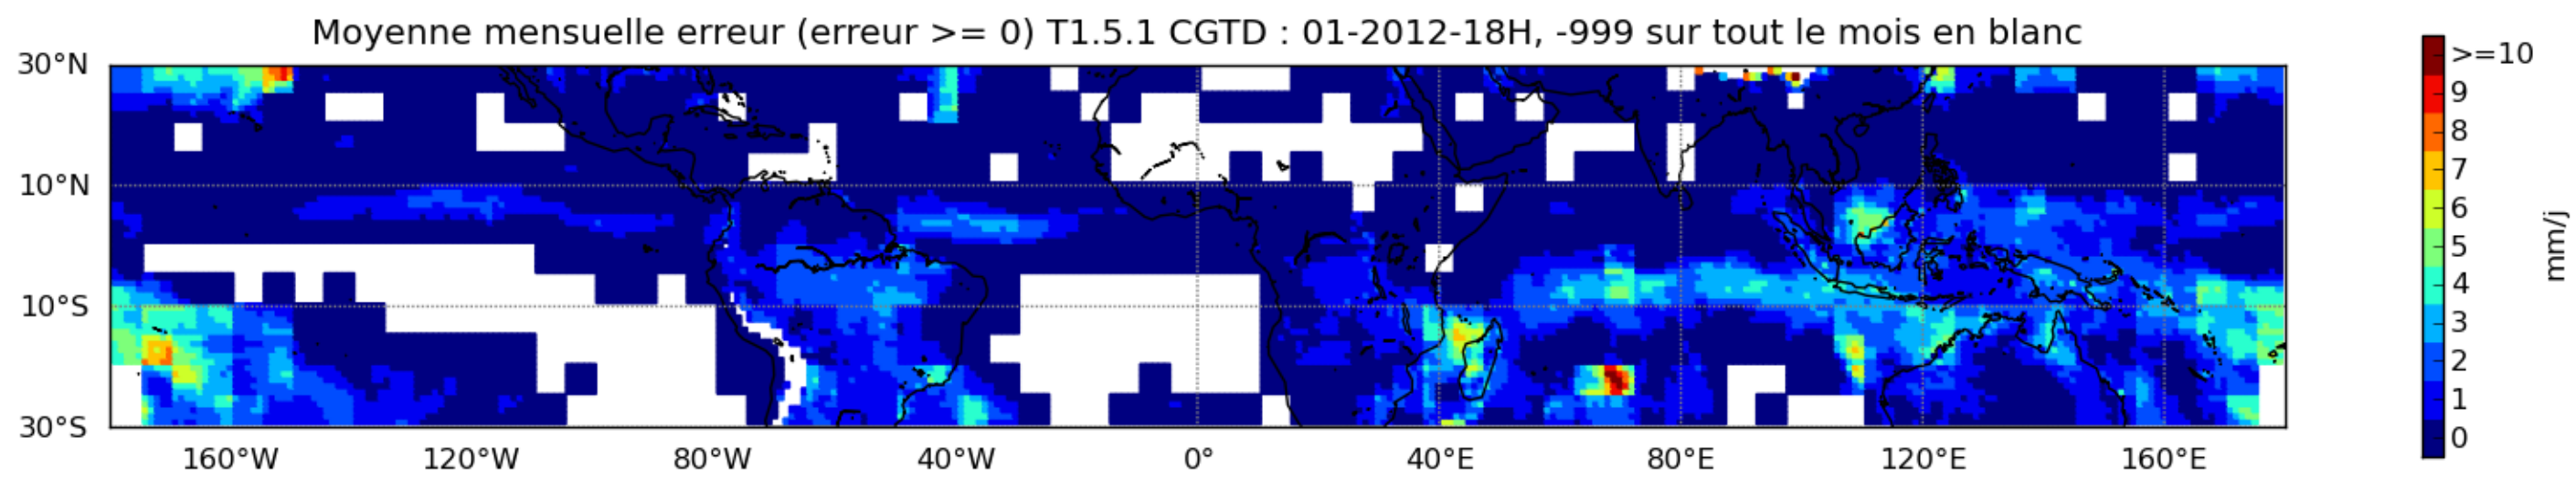 Moyenne mensuelle erreur (erreur >= 0) T1.5.1 CGTD : 01-2012-18H, -999 sur tout le mois en blanc
30°N
10°N
10°S
30°S
160°W 120°W 80°W 40°W 0° 40°E 80°E 120°E 160°E
>=10
9
8
7
6
5
4
3
2
1
0
mm/j